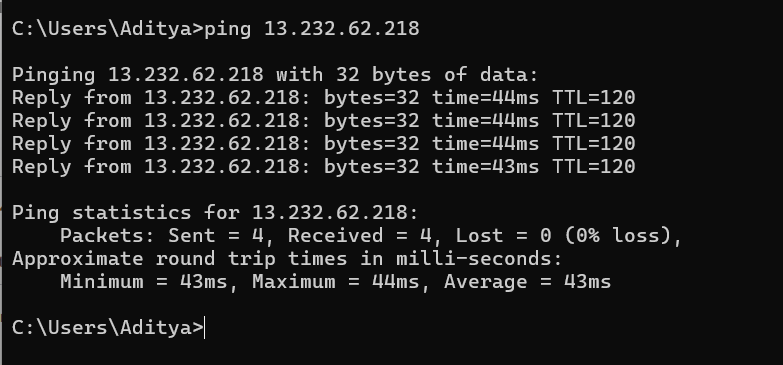 C:\Users\Aditya>ping 13.232.62.218
Pinging 13.232.62.218 with 32 bytes of data:
Reply from 13.232.62.218: bytes=32 time=44ms TTL=120
Reply from 13.232.62.218: bytes=32 time=44ms TTL=120
Reply from 13.232.62.218: bytes=32 time=44ms TTL=120
Reply from 13.232.62.218: bytes=32 time=43ms TTL=120
Ping statistics for 13.232.62.218:
    Packets: Sent = 4, Received = 4, Lost = 0 (0% loss),
Approximate round trip times in milli-seconds:
    Minimum = 43ms, Maximum = 44ms, Average = 43ms
C:\Users\Aditya>